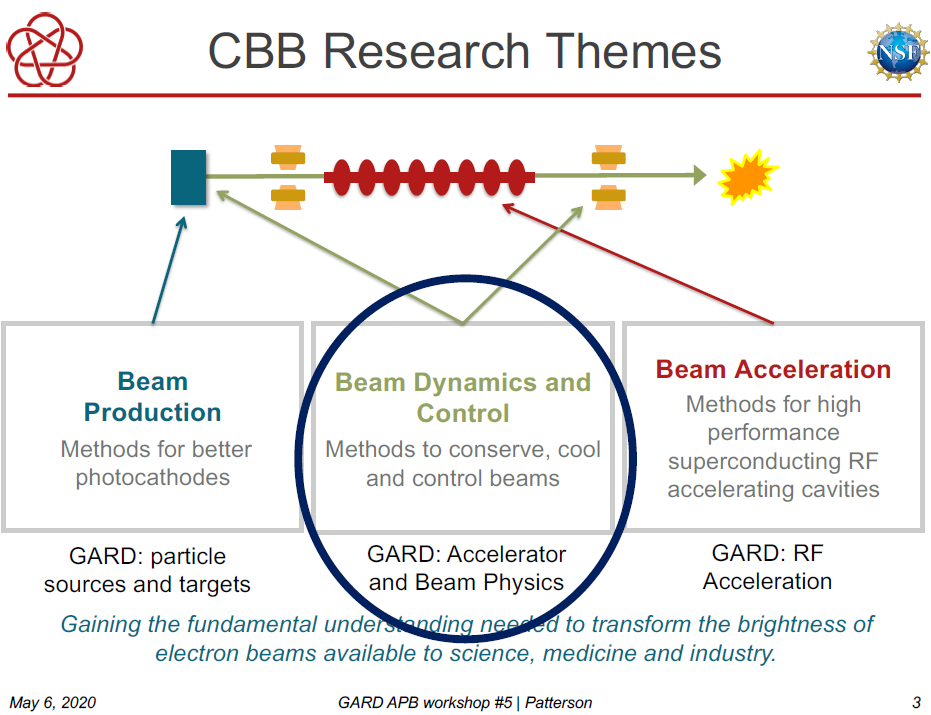 CBB Research Themes
NSF
Beam
Production
Methods for better
photocathodes
Beam Dynamics and
Control
Methods to conserve, cool
and control beams
Beam Acceleration
Methods for high
performance
superconducting RF
accelerating cavities
GARD: particle
sources and targets
GARD: Accelerator
and Beam Physics
GARD: RF
Acceleration
Gaining the fundamental understanding needed to transform the brightness of
electron beams available to science, medicine and industry.
May 6, 2020
GARD APB workshop #5 | Patterson
3